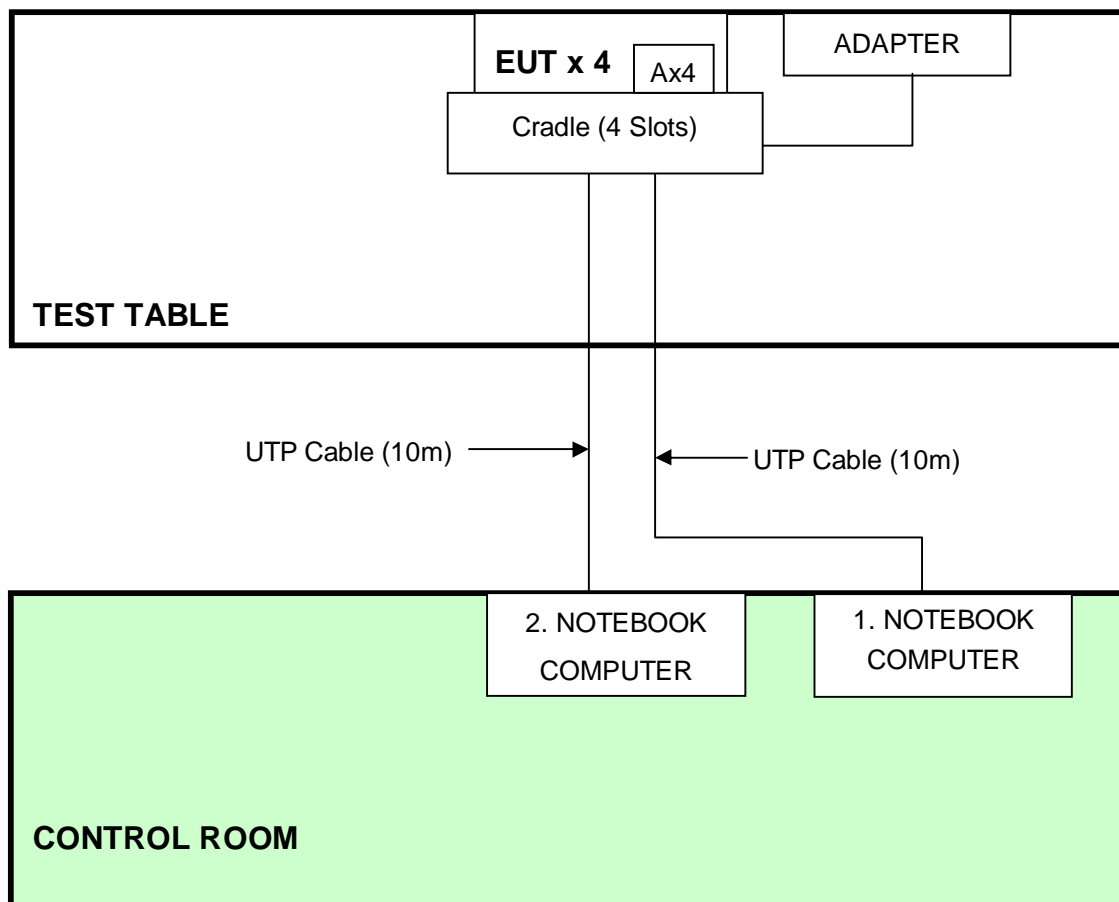 EUT x 4
Ax4
ADAPTER
Cradle (4 Slots)
TEST TABLE
UTP Cable (10m)
UTP Cable (10m)
2. NOTEBOOK
COMPUTER
1. NOTEBOOK
COMPUTER
CONTROL ROOM